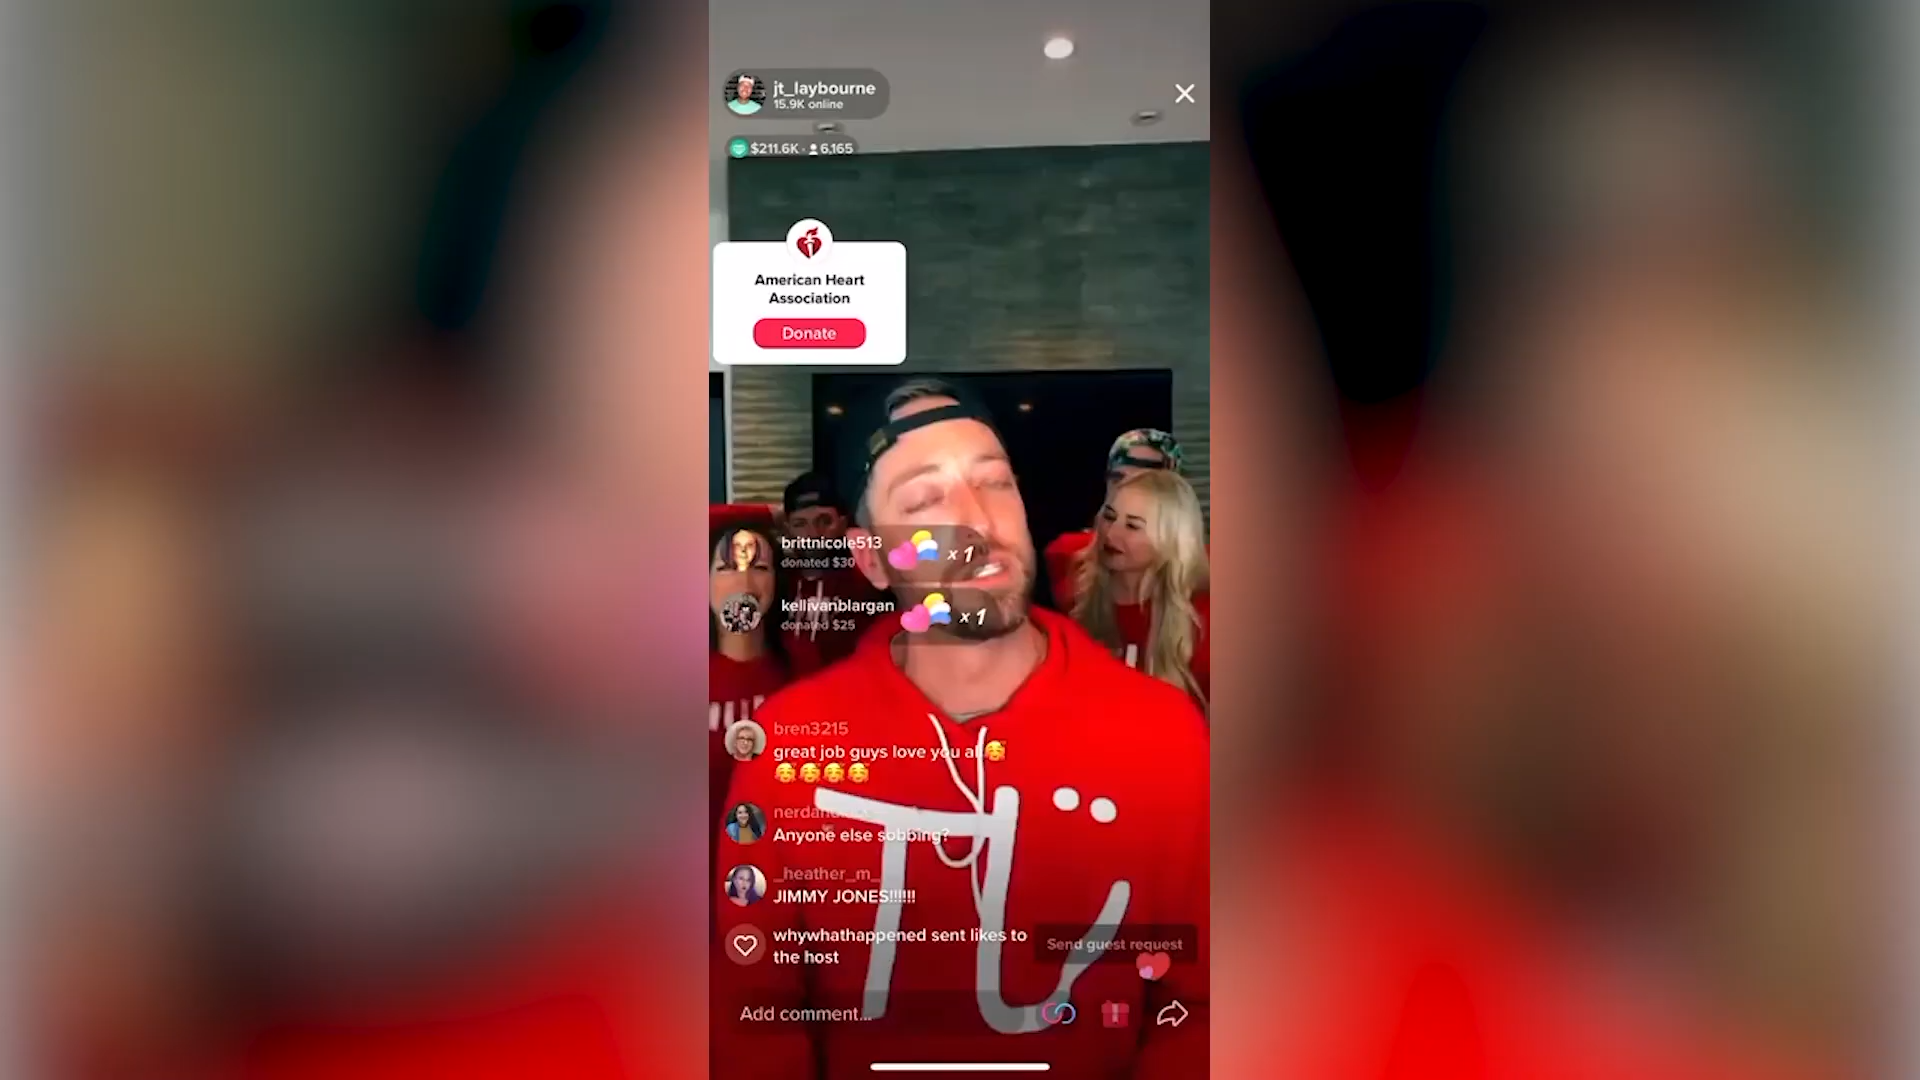 jt_laybourne
15.9K online
$211.6K · 6,165
American Heart
Association
Donate
brittnicole513
donated $30
x 1
kellivanblargan
donated $25
x 1
bren3215
great job guys love you
Anyone else sobbing?
_heather_m_
JIMMY JONES!!!!!!
whywhathappened sent likes to
the host
Send guest request
Add comment...